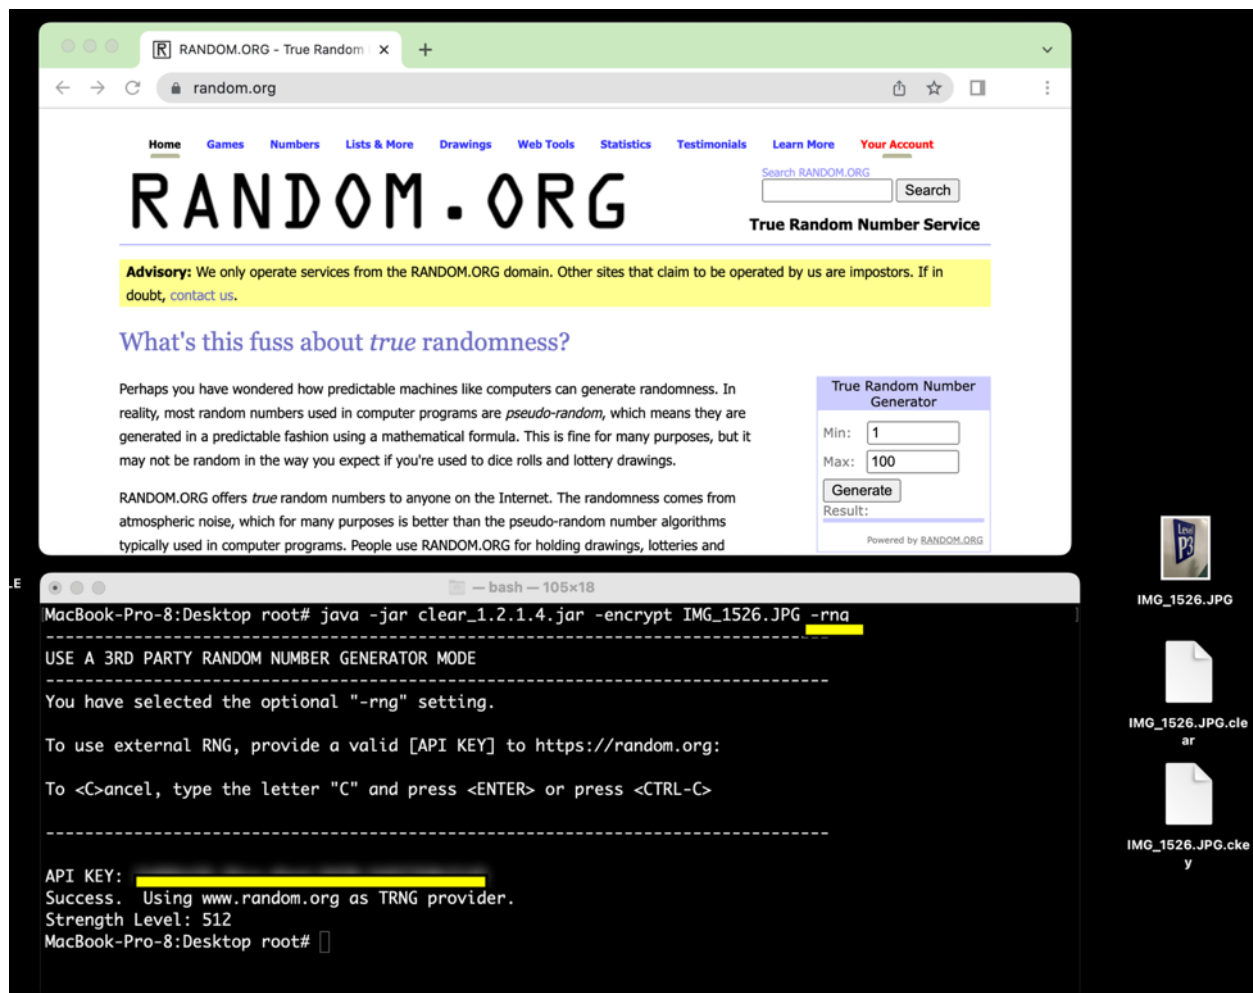 RANDOM.ORG - True Random
random.org
Home Games Numbers Lists & More Drawings Web Tools Statistics Testimonials Learn More Your Account
RANDOM.ORG
Search RANDOM.ORG
Search
True Random Number Service
Advisory: We only operate services from the RANDOM.ORG domain. Other sites that claim to be operated by us are impostors. If in
doubt, contact us.
What's this fuss about true randomness?
Perhaps you have wondered how predictable machines like computers can generate randomness. In
reality, most random numbers used in computer programs are pseudo-random, which means they are
generated in a predictable fashion using a mathematical formula. This is fine for many purposes, but it
may not be random in the way you expect if you're used to dice rolls and lottery drawings.
RANDOM.ORG offers true random numbers to anyone on the Internet. The randomness comes from
atmospheric noise, which for many purposes is better than the pseudo-random number algorithms
typically used in computer programs. People use RANDOM.ORG for holding drawings, lotteries and
True Random Number
Generator
Min: 1
Max: 100
Generate
Result:
Powered by RANDOM.ORG
LE
— bash — 105×18
MacBook-Pro-8:Desktop root# java -jar clear_1.2.1.4.jar -encrypt IMG_1526.JPG -rng
--------------------------------------------------------------------------------
USE A 3RD PARTY RANDOM NUMBER GENERATOR MODE
--------------------------------------------------------------------------------
You have selected the optional "-rng" setting.
To use external RNG, provide a valid [API KEY] to https://random.org:
To <C>ancel, type the letter "C" and press <ENTER> or press <CTRL-C>
--------------------------------------------------------------------------------
API KEY:
Success.  Using www.random.org as TRNG provider.
Strength Level: 512
MacBook-Pro-8:Desktop root#
Level
P3
IMG_1526.JPG
IMG_1526.JPG.cle
ar
IMG_1526.JPG.cke
y